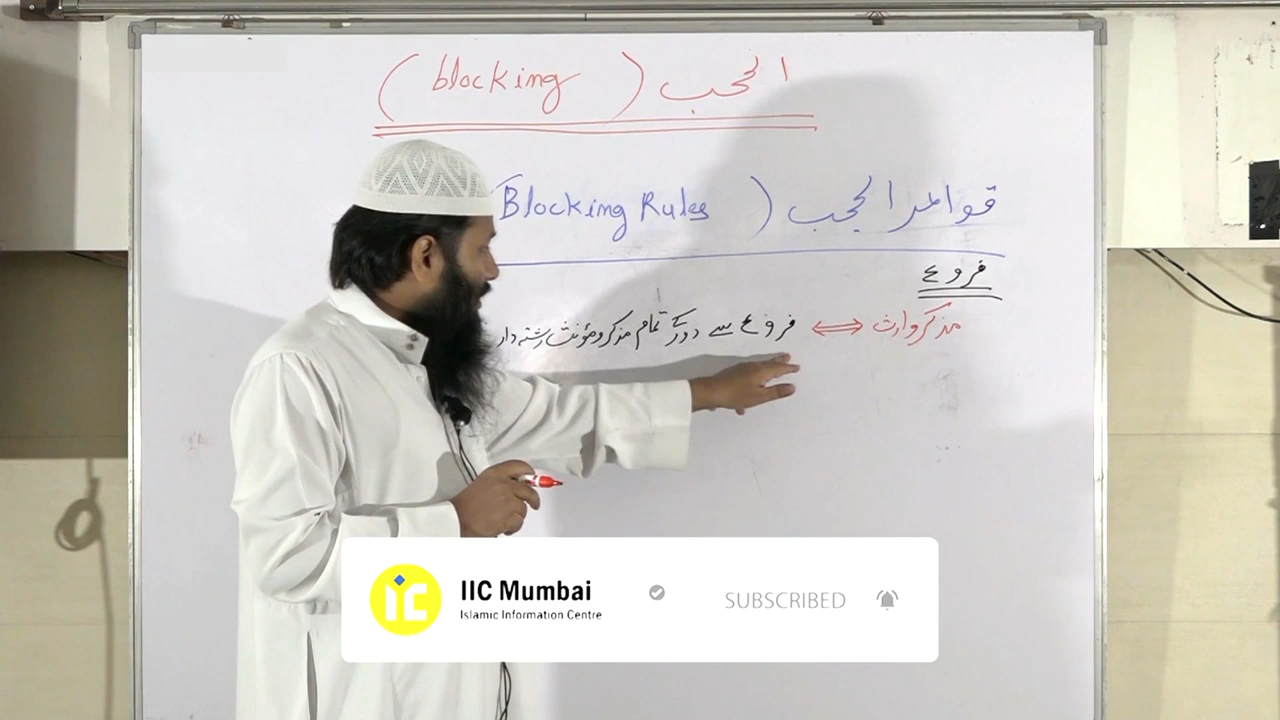 الحجب ( blocking )
قواعد الحجب ( Blocking Rules
فروع
مذکر وارث ⟺ فروع سے دور کے تمام مذکر و مؤنث رشتہ دار
IIC Mumbai
Islamic Information Centre
SUBSCRIBED
iC